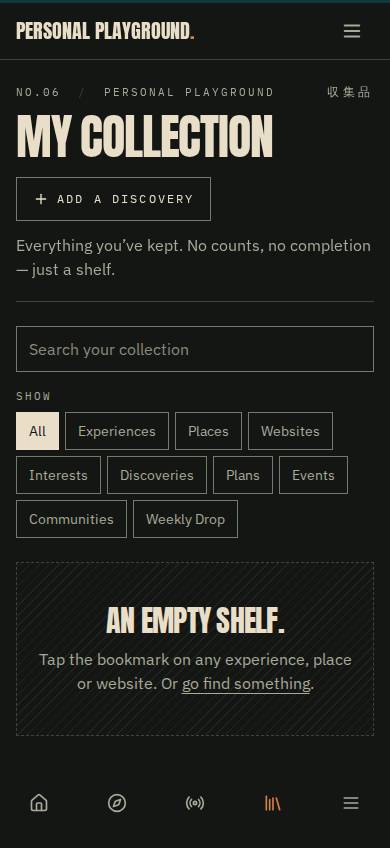 PERSONAL PLAYGROUND.
NO.06 / PERSONAL PLAYGROUND 収集品
MY COLLECTION
+ ADD A DISCOVERY
Everything you’ve kept. No counts, no completion
— just a shelf.
Search your collection
SHOW
All Experiences Places Websites
Interests Discoveries Plans Events
Communities Weekly Drop
AN EMPTY SHELF.
Tap the bookmark on any experience, place
or website. Or go find something.